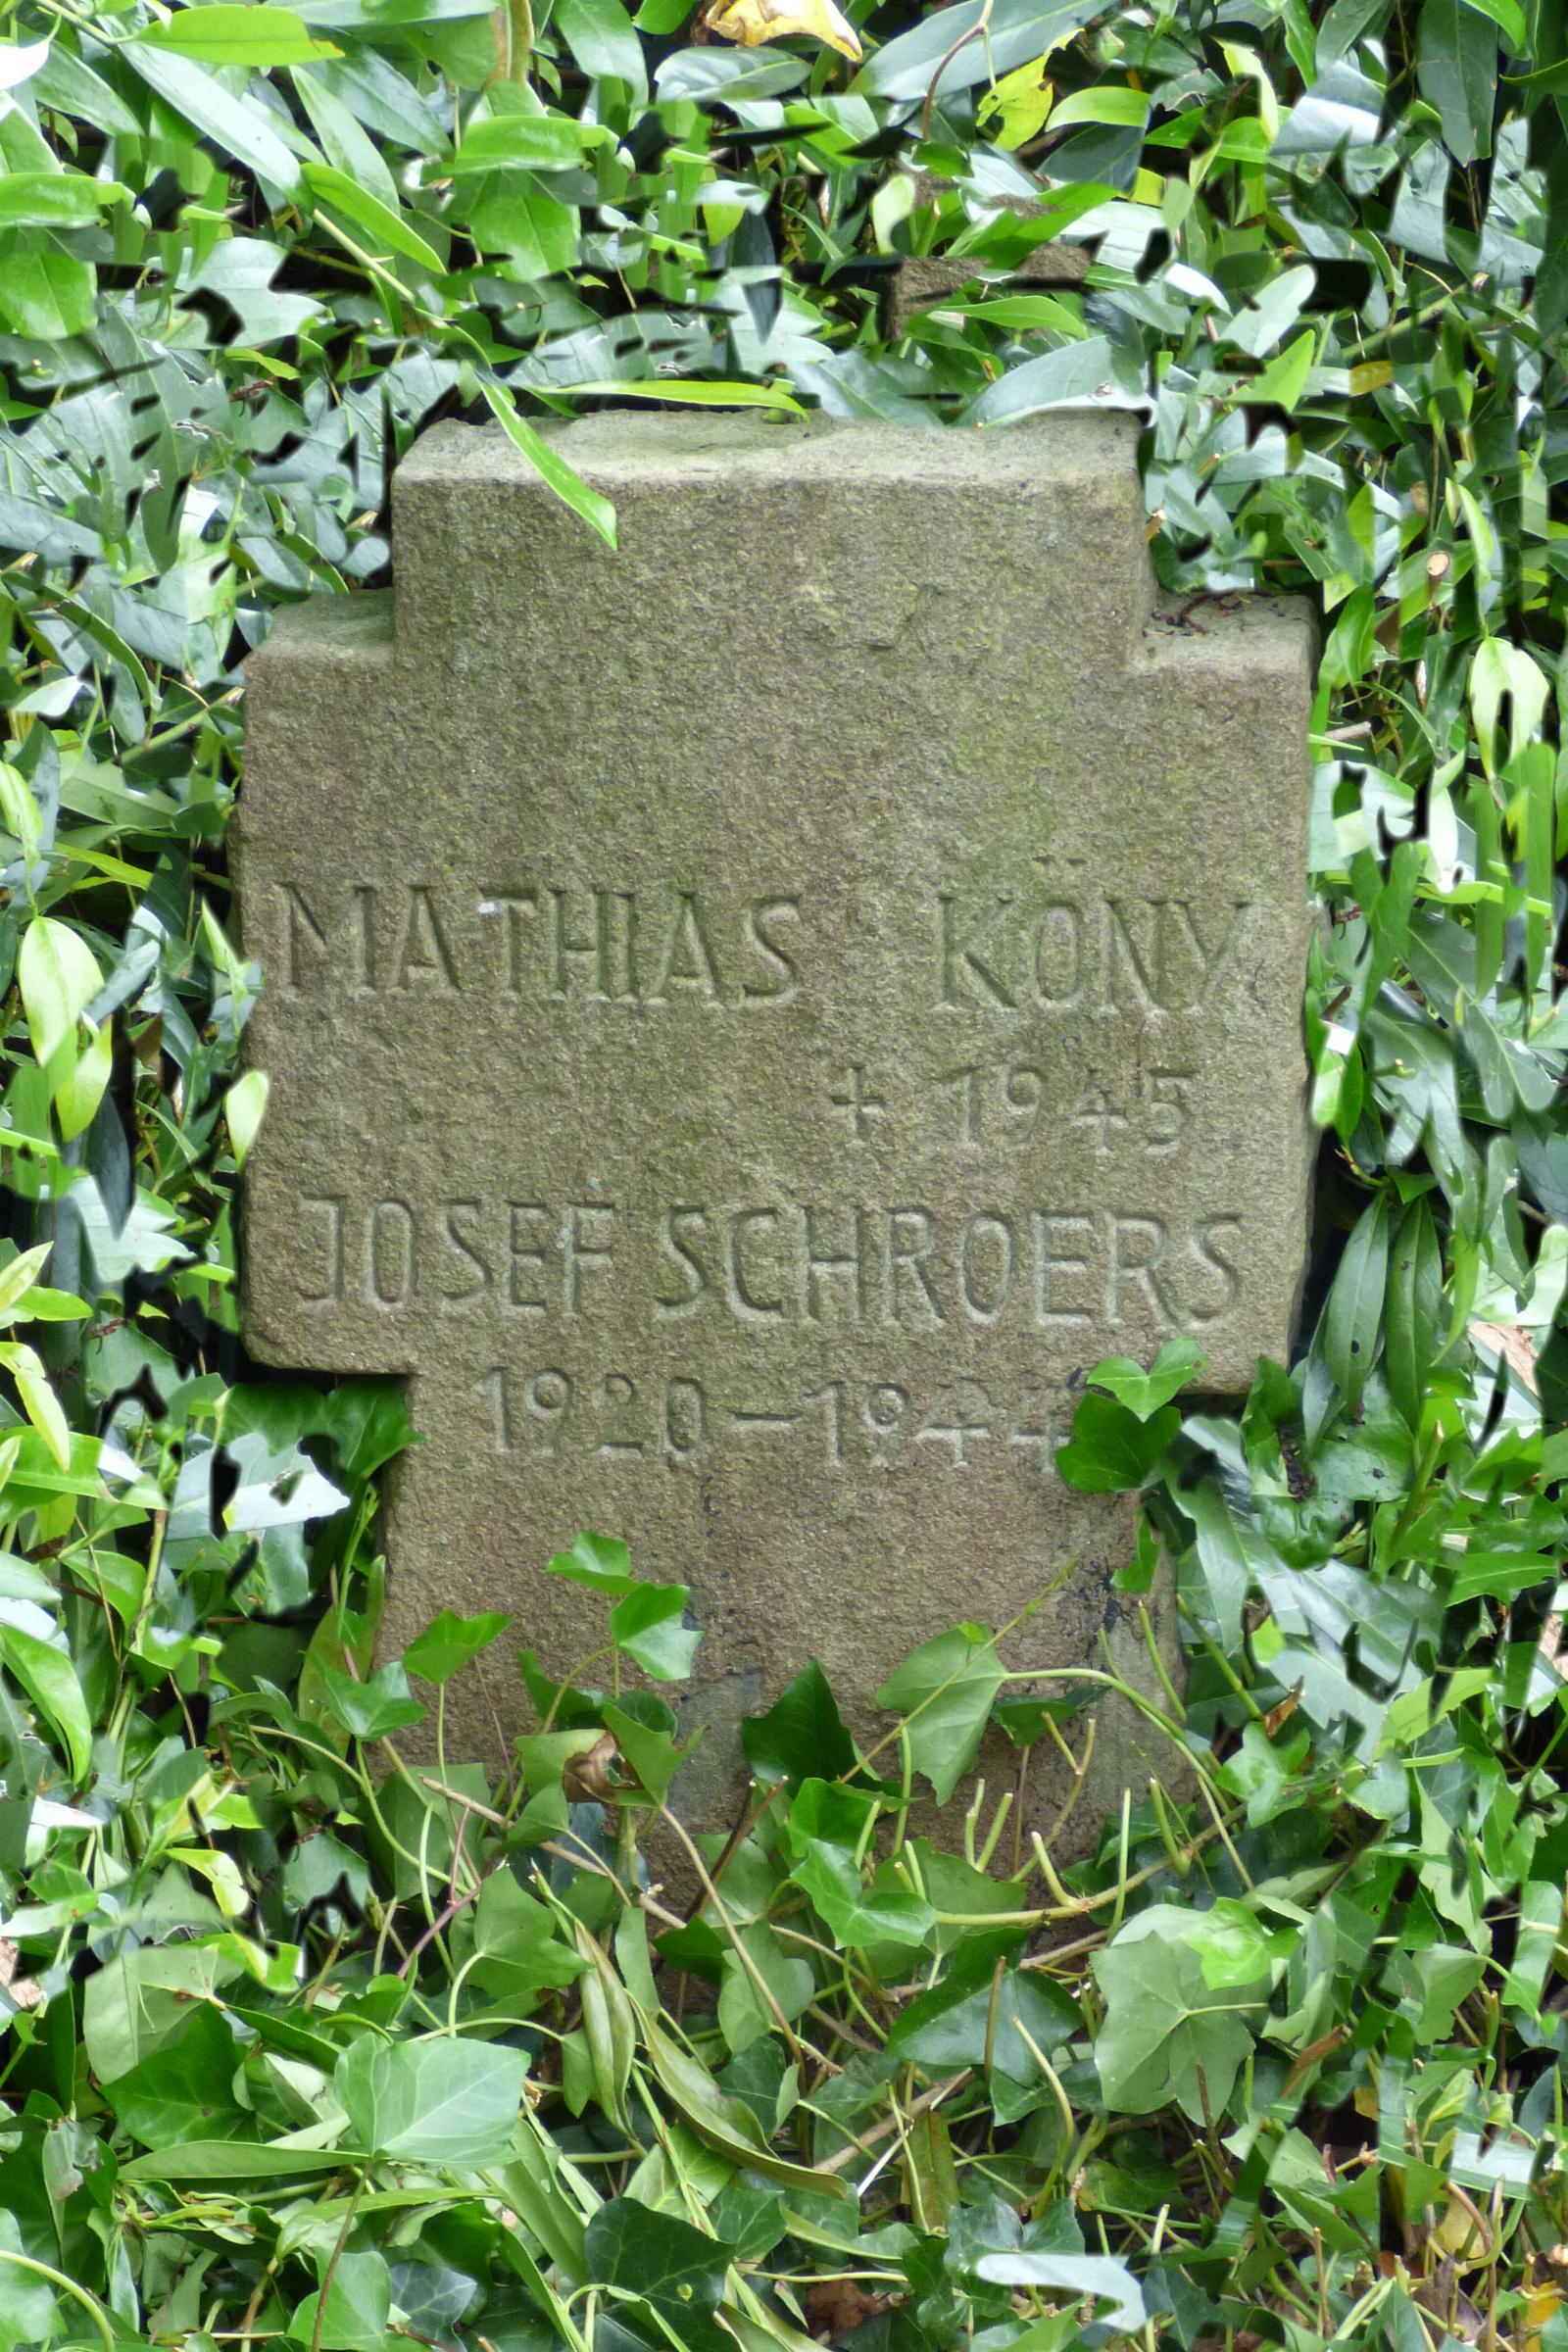 MATHIAS KÖNY
+ 1945
JOSEF SCHROERS
1920-1944